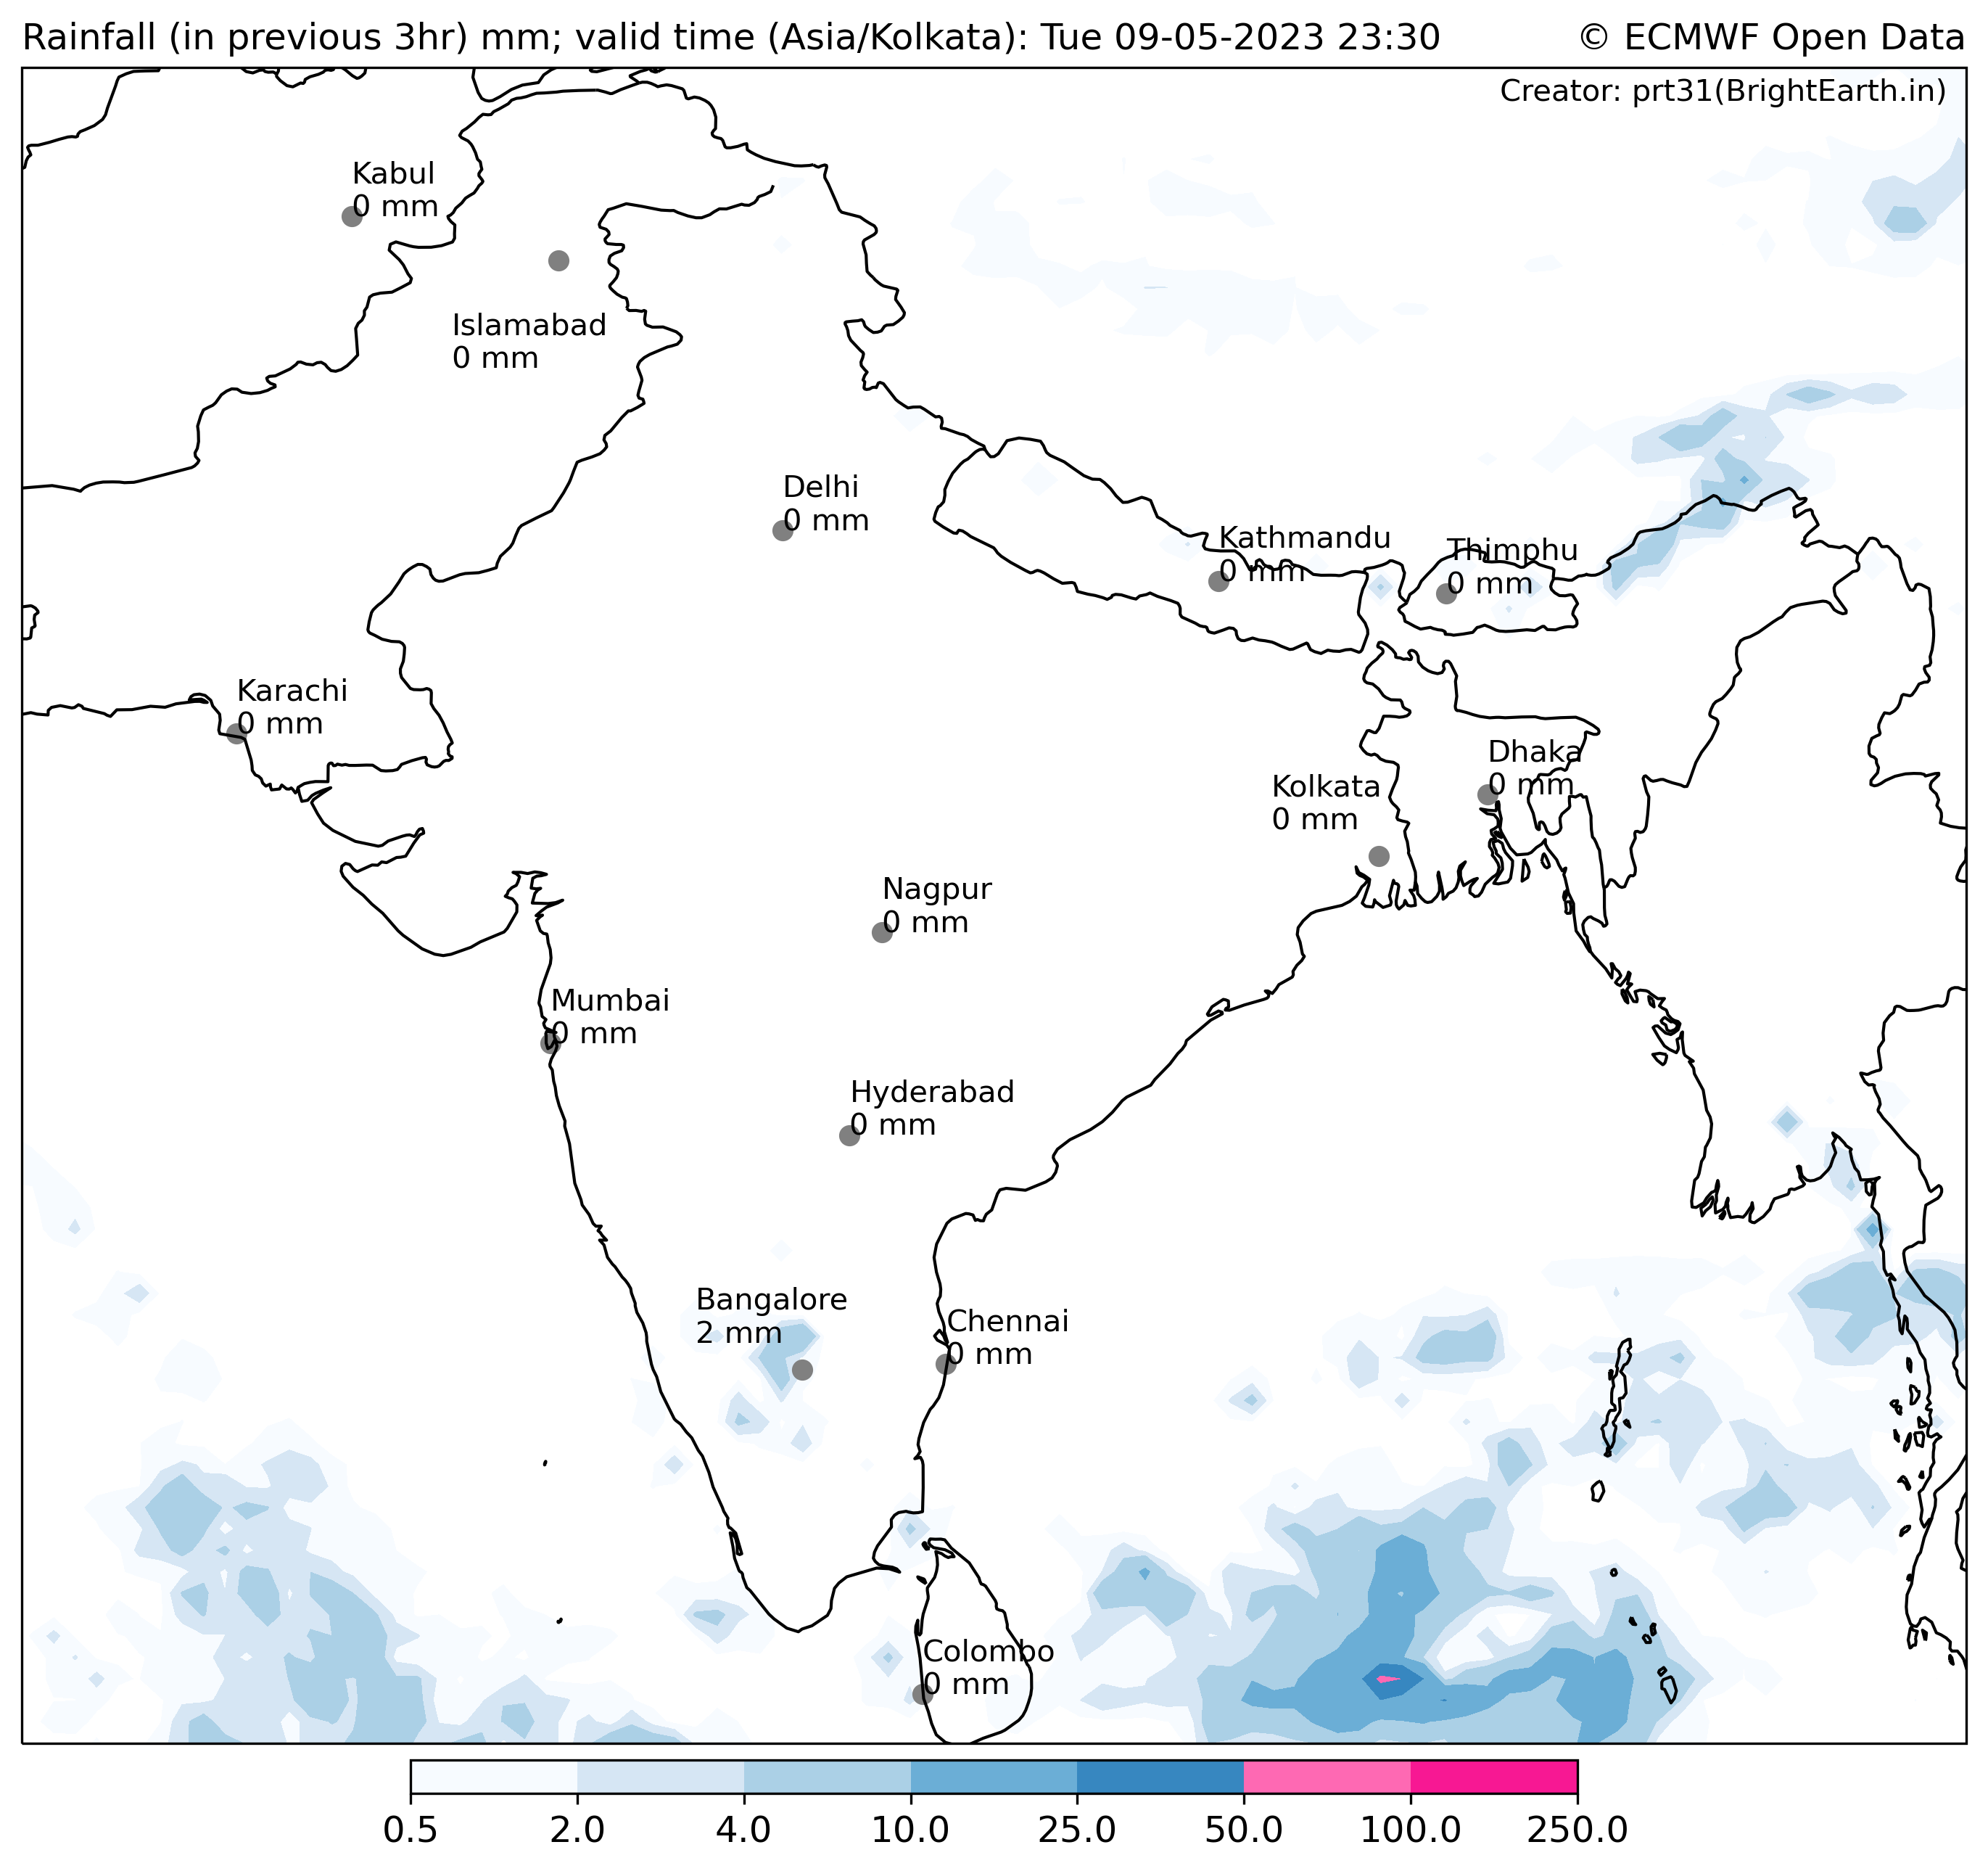 Rainfall (in previous 3hr) mm; valid time (Asia/Kolkata): Tue 09-05-2023 23:30
© ECMWF Open Data
Creator: prt31(BrightEarth.in)
Kabul
0 mm
Islamabad
0 mm
Delhi
0 mm
Kathmandu
0 mm
Thimphu
0 mm
Karachi
0 mm
Dhaka
0 mm
Kolkata
0 mm
Nagpur
0 mm
Mumbai
0 mm
Hyderabad
0 mm
Bangalore
2 mm
Chennai
0 mm
Colombo
0 mm
0.5 2.0 4.0 10.0 25.0 50.0 100.0 250.0